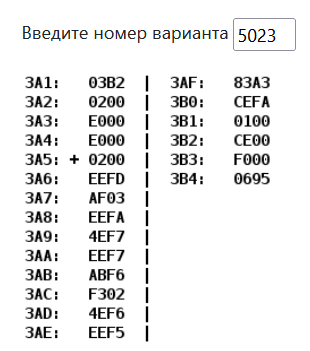 Введите номер варианта 5023
3A1: 03B2 | 3AF: 83A3
3A2: 0200 | 3B0: CEFA
3A3: E000 | 3B1: 0100
3A4: E000 | 3B2: CE00
3A5: + 0200 | 3B3: F000
3A6: EEFD | 3B4: 0695
3A7: AF03 |
3A8: EEFA |
3A9: 4EF7 |
3AA: EEF7 |
3AB: ABF6 |
3AC: F302 |
3AD: 4EF6 |
3AE: EEF5 |